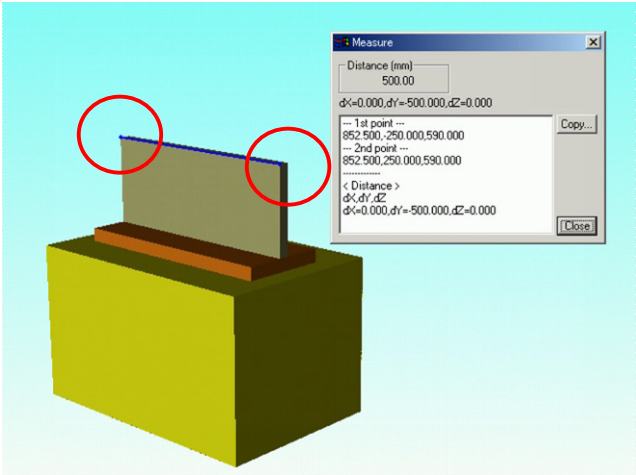 Measure
Distance (mm)
500.00
dX=0.000,dY=-500.000,dZ=0.000
--- 1st point ---
852.500,-250.000,590.000
--- 2nd point ---
852.500,250.000,590.000
-------------
< Distance >
dX,dY,dZ
dX=0.000,dY=-500.000,dZ=0.000
Copy...
Close